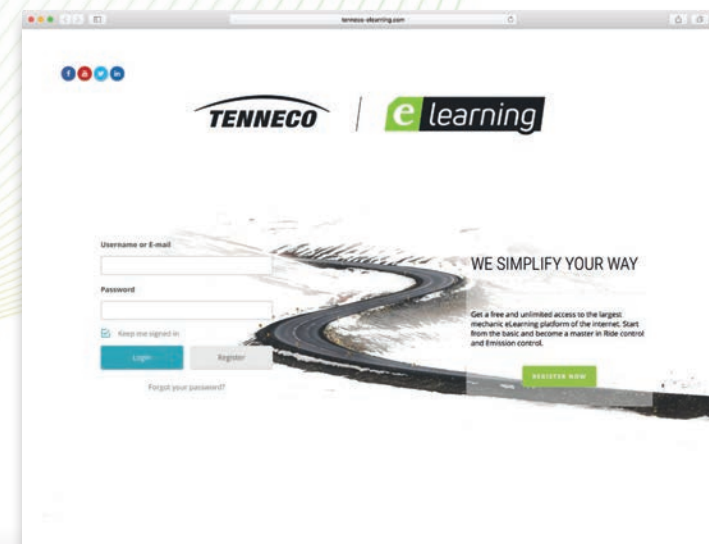 tenneco-elearning.com
TENNECO
e learning
Username or E-mail
Password
Keep me signed in
Login
Register
Forgot your password?
WE SIMPLIFY YOUR WAY
Get a free and unlimited access to the largest
mechanic eLearning platform of the internet. Start
from the basic and become a master in Ride control
and Emission control.
REGISTER NOW